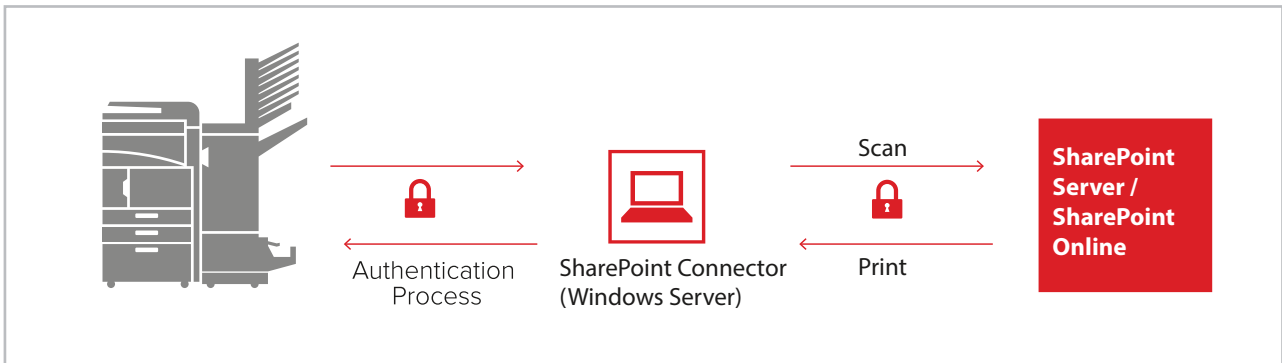 Authentication
Process
SharePoint Connector
(Windows Server)
Scan
Print
SharePoint
Server /
SharePoint
Online